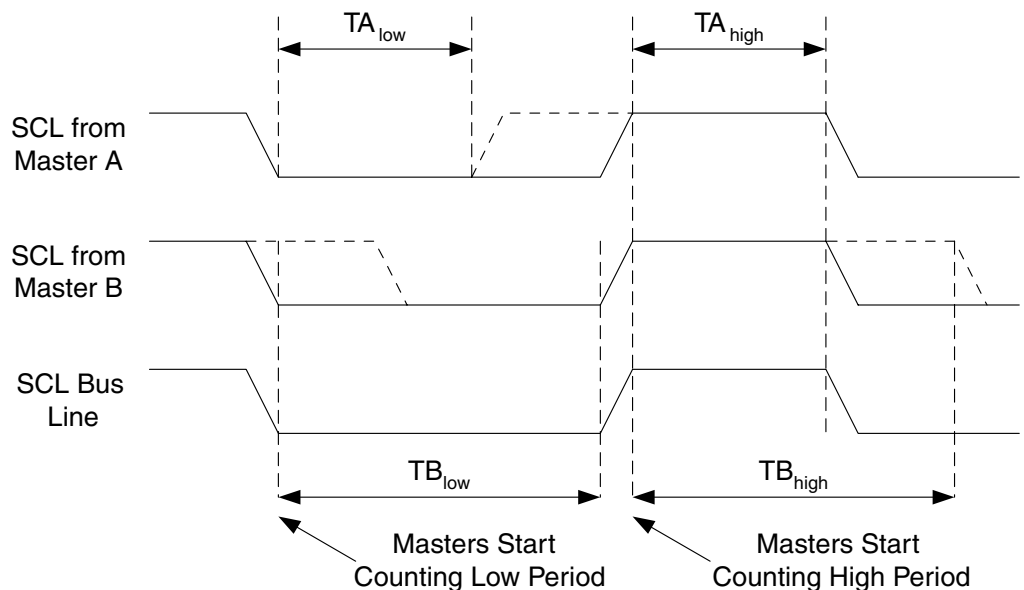 TA low
TA high
SCL from
Master A
SCL from
Master B
SCL Bus
Line
TB low
TB high
Masters Start
Counting Low Period
Masters Start
Counting High Period